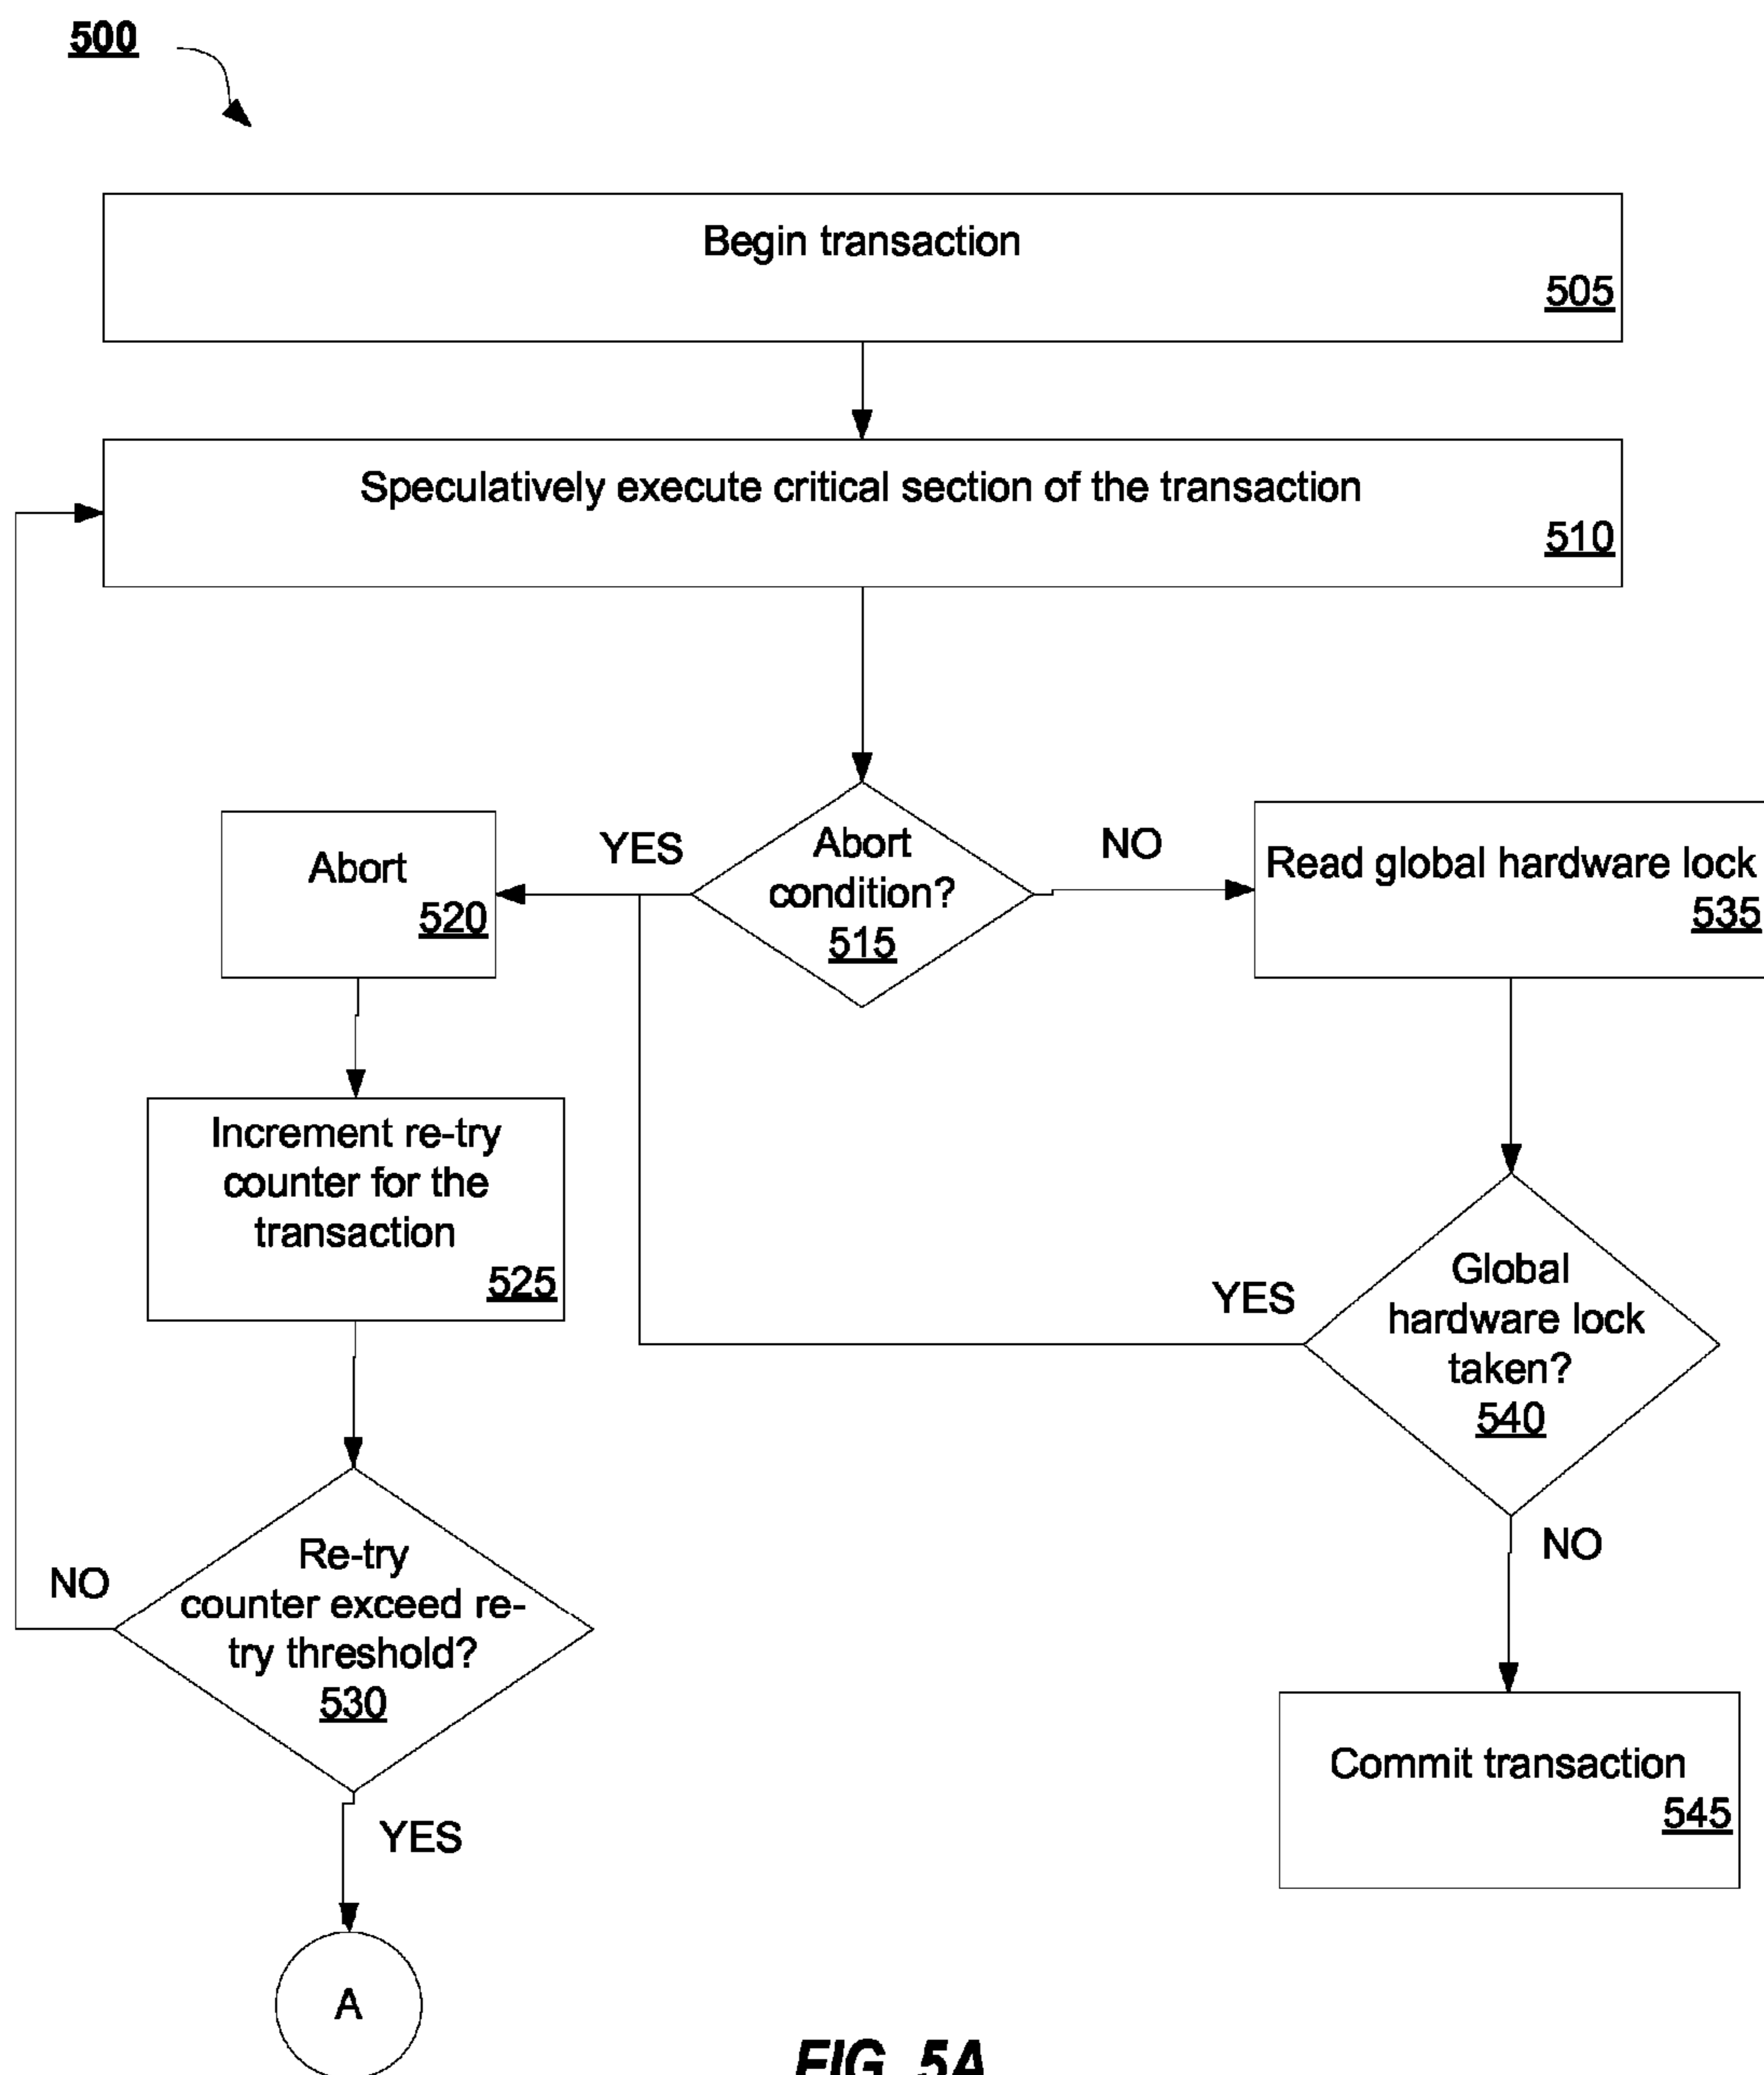 500
Begin transaction
505
Speculatively execute critical section of the transaction
510
Abort
520
YES
Abort
condition?
515
NO
Read global hardware lock
535
Increment re-try
counter for the
transaction
525
YES
Global
hardware lock
taken?
540
NO
Re-try
counter exceed re-
try threshold?
530
NO
YES
Commit transaction
545
A
FIG. 5A